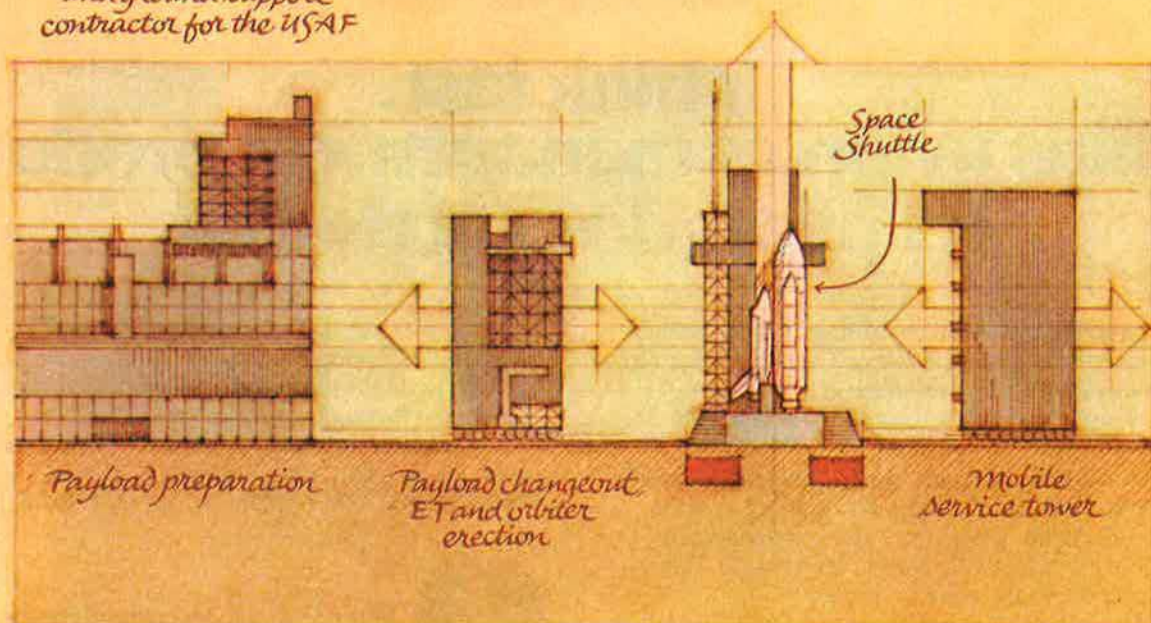 contractor for the USAF
Space
Shuttle
Payload preparation
Payload changeout,
ET and orbiter
erection
Mobile
service tower